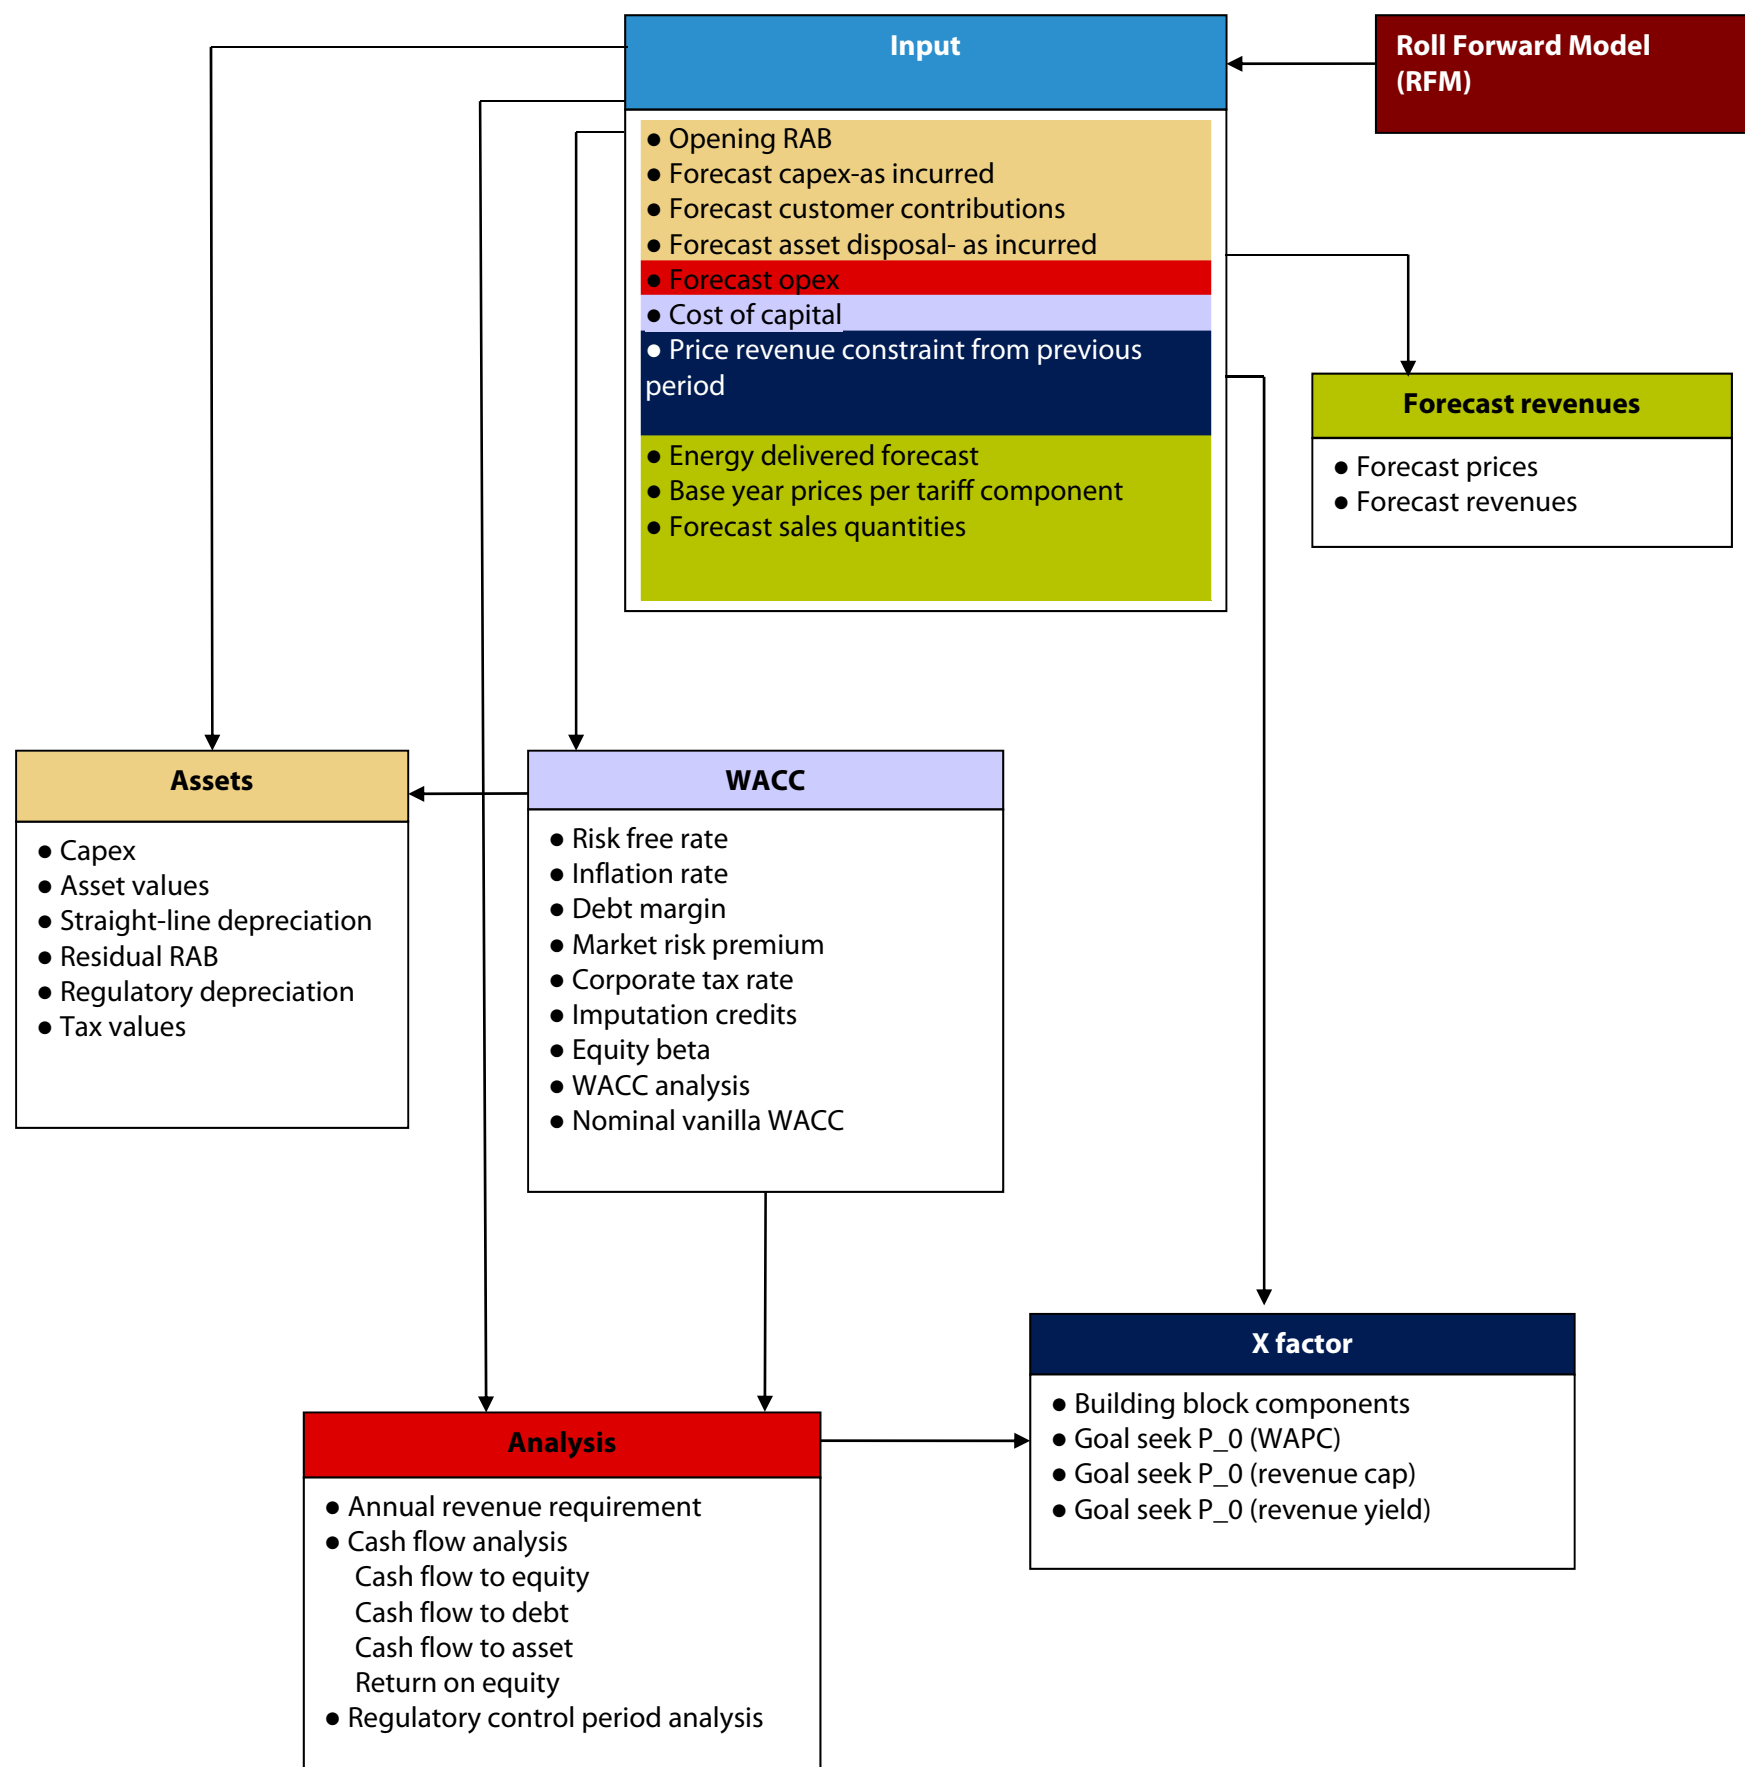 Input
Roll Forward Model
(RFM)
● Opening RAB
● Forecast capex-as incurred
● Forecast customer contributions
● Forecast asset disposal- as incurred
● Forecast opex
● Cost of capital
● Price revenue constraint from previous
period
● Energy delivered forecast
● Base year prices per tariff component
● Forecast sales quantities
Forecast revenues
● Forecast prices
● Forecast revenues
Assets
● Capex
● Asset values
● Straight-line depreciation
● Residual RAB
● Regulatory depreciation
● Tax values
WACC
● Risk free rate
● Inflation rate
● Debt margin
● Market risk premium
● Corporate tax rate
● Imputation credits
● Equity beta
● WACC analysis
● Nominal vanilla WACC
Analysis
● Annual revenue requirement
● Cash flow analysis
Cash flow to equity
Cash flow to debt
Cash flow to asset
Return on equity
● Regulatory control period analysis
X factor
● Building block components
● Goal seek P_0 (WAPC)
● Goal seek P_0 (revenue cap)
● Goal seek P_0 (revenue yield)